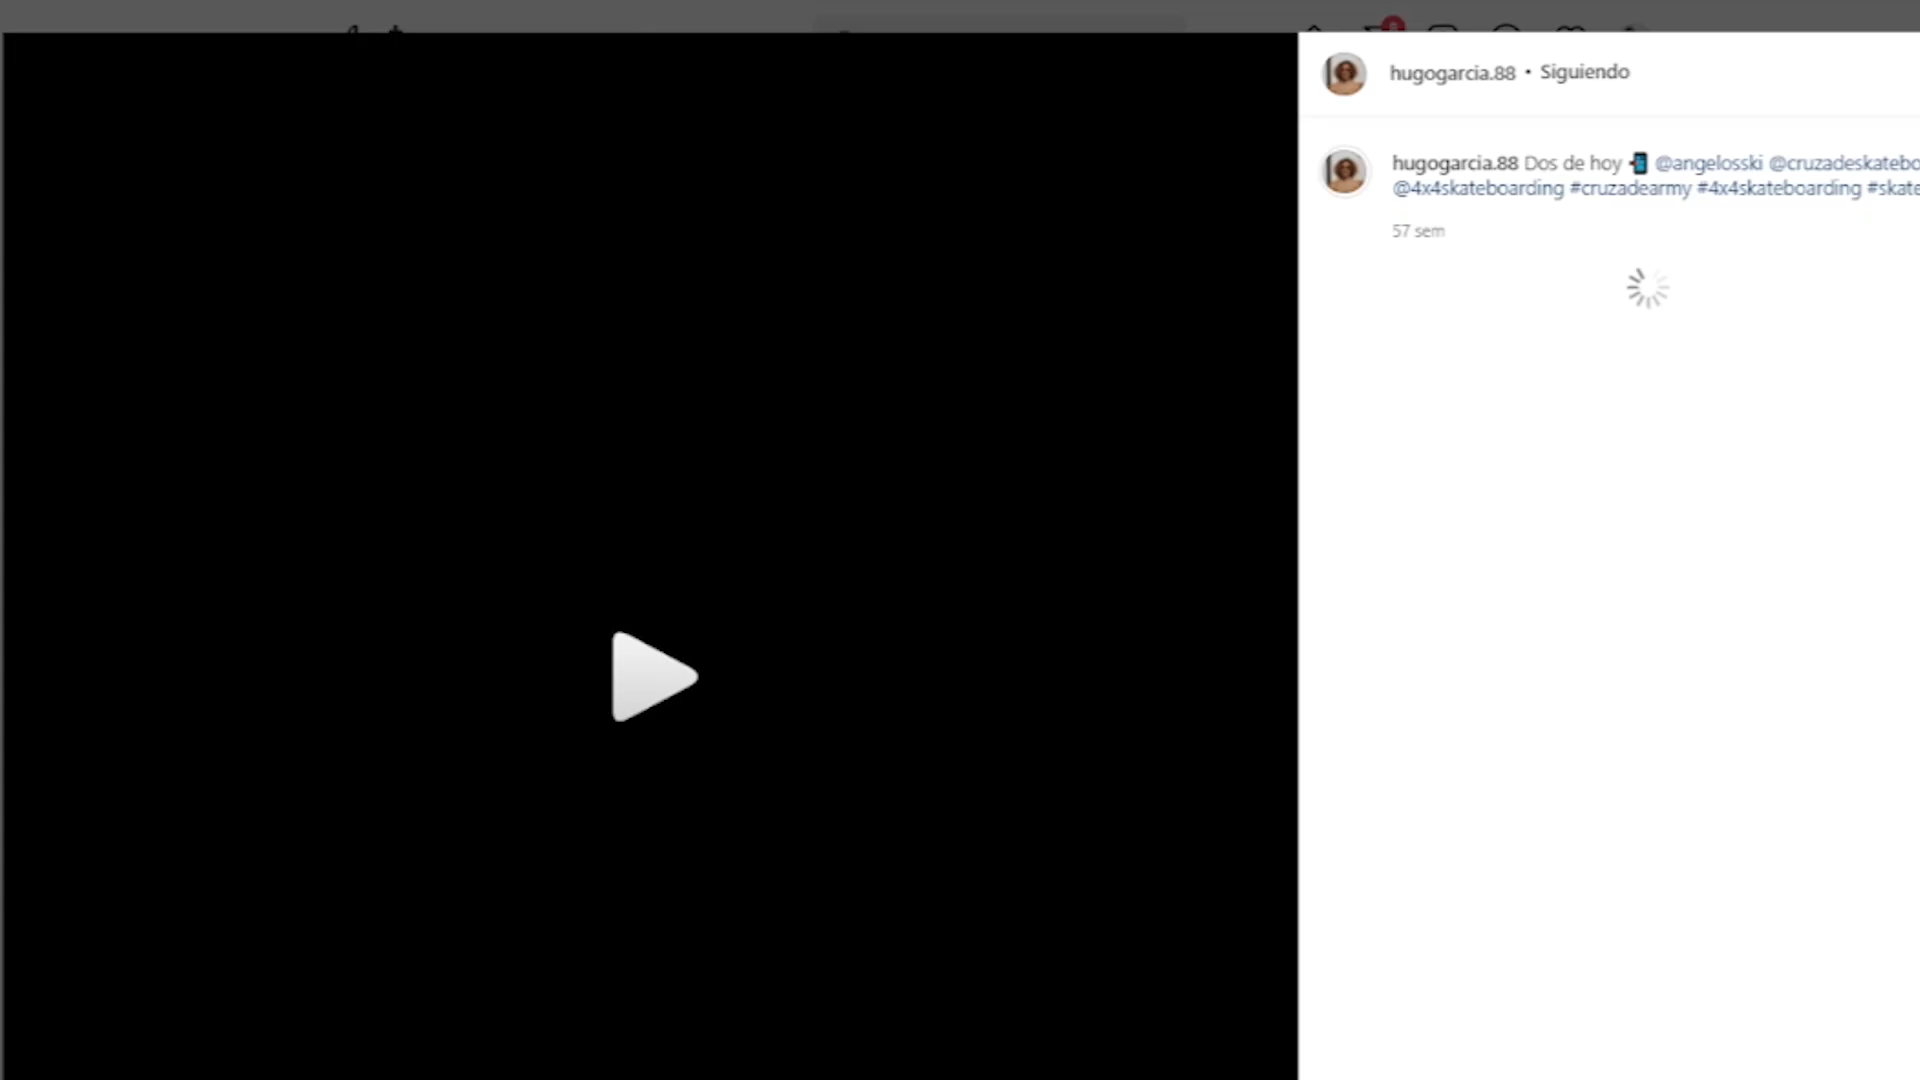 hugogarcia.88 • Siguiendo
hugogarcia.88 Dos de hoy 📲 @angelosski
@4x4skateboarding #cruzadearmy #4x4skateboarding
57 sem